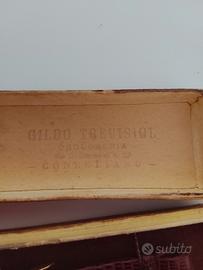 GILDO TREVISIOL
OROLOGERIA
- CONEGLIANO -
subito